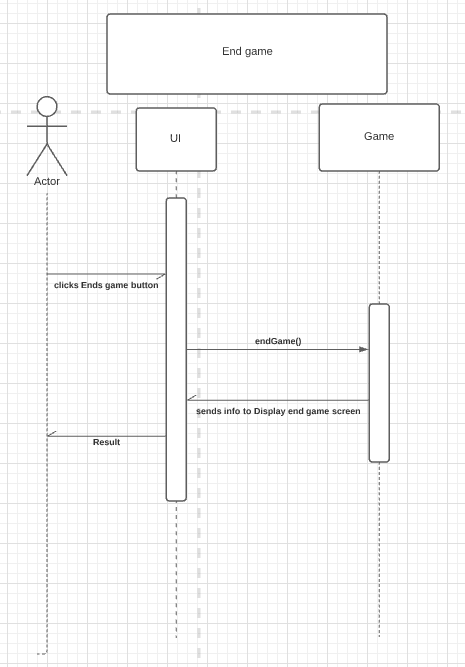 End game
UI
Game
Actor
clicks Ends game button
endGame()
sends info to Display end game screen
Result